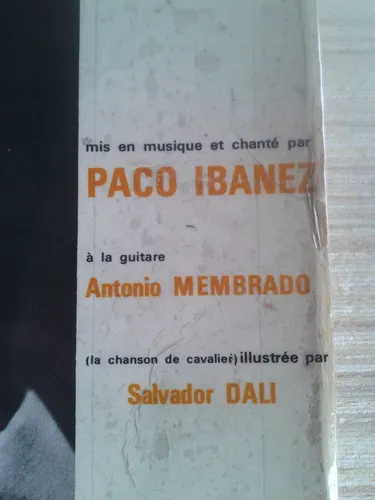 mis en musique et chanté par
PACO IBANEZ
à la guitare
Antonio MEMBRADO
(la chanson de cavalier) illustrée par
Salvador DALI